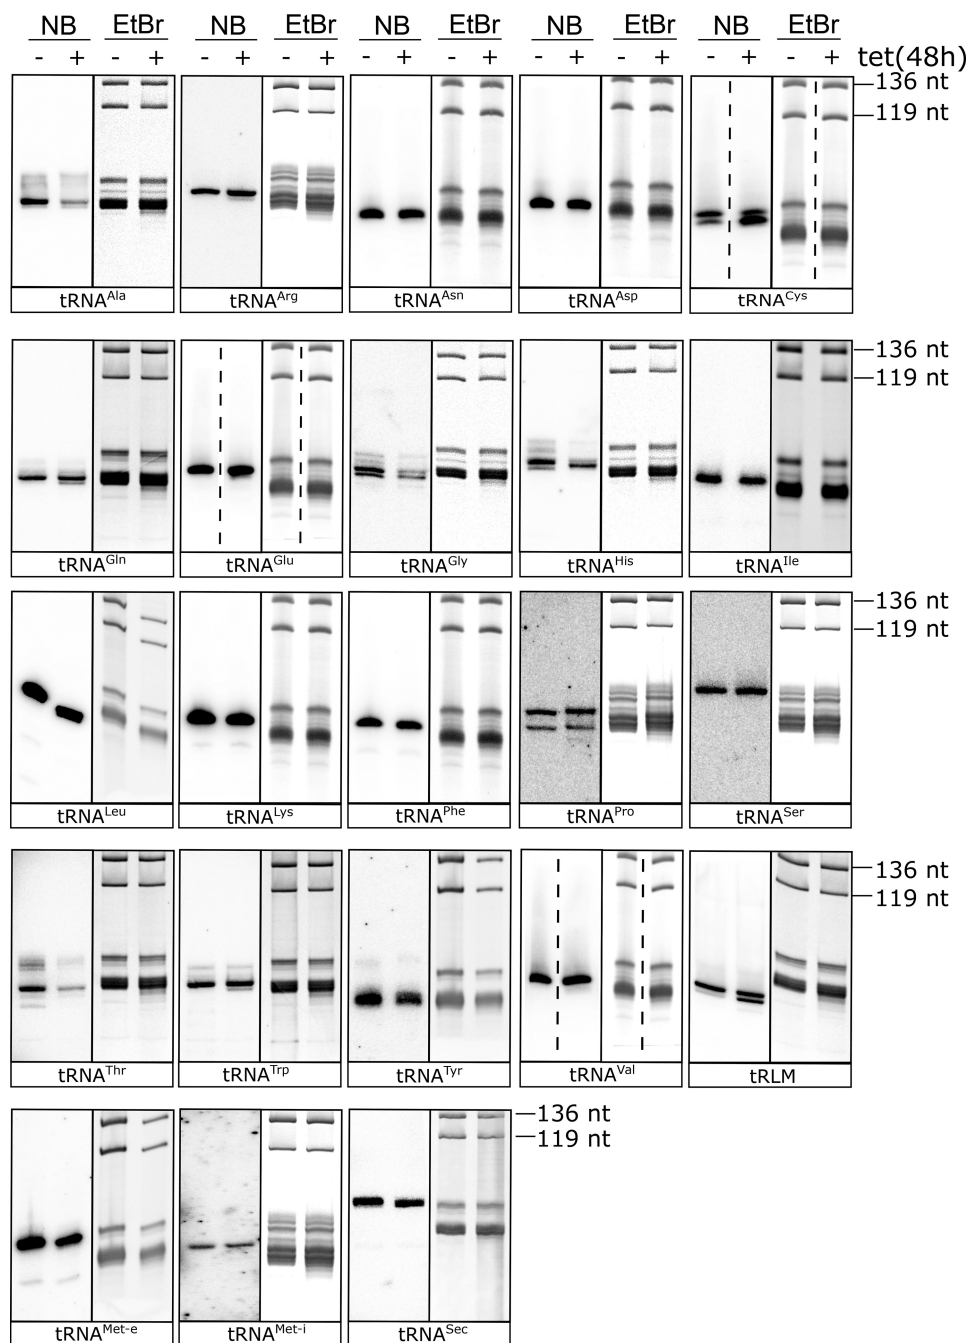 NB EtBr NB EtBr NB EtBr NB EtBr NB EtBr
- + - + - + - + - + - + - + - + - + - + tet(48h)
136 nt
119 nt
tRNAAla tRNAArg tRNAAsn tRNAAsp tRNACys
136 nt
119 nt
tRNAGln tRNAGlu tRNAGly tRNAHis tRNAIle
136 nt
119 nt
tRNALeu tRNALys tRNAPhe tRNAPro tRNASer
136 nt
119 nt
tRNAThr tRNATrp tRNATyr tRNAVal tRLM
136 nt
119 nt
tRNAMet-e tRNAMet-i tRNASec